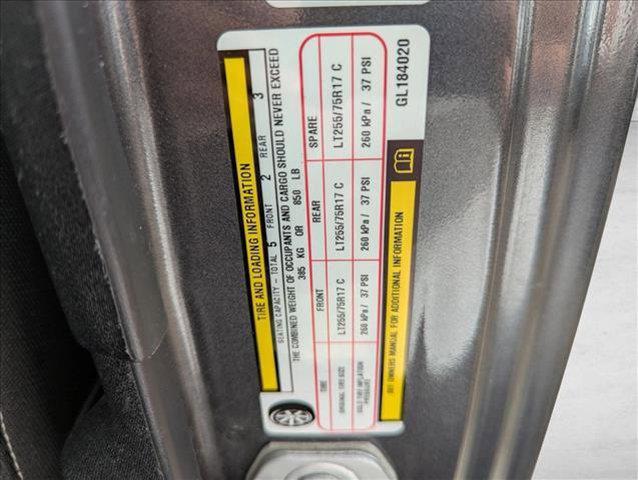 TIRE AND LOADING INFORMATION
SEATING CAPACITY - TOTAL 5 FRONT 2 REAR 3
THE COMBINED WEIGHT OF OCCUPANTS AND CARGO SHOULD NEVER EXCEED
385 KG OR 850 LB
TIRE FRONT REAR SPARE
ORIGINAL TIRE SIZE LT255/75R17 C LT255/75R17 C LT255/75R17 C
COLD TIRE INFLATION PRESSURE 260 kPa / 37 PSI 260 kPa / 37 PSI 260 kPa / 37 PSI
SEE OWNERS MANUAL FOR ADDITIONAL INFORMATION
GL184020